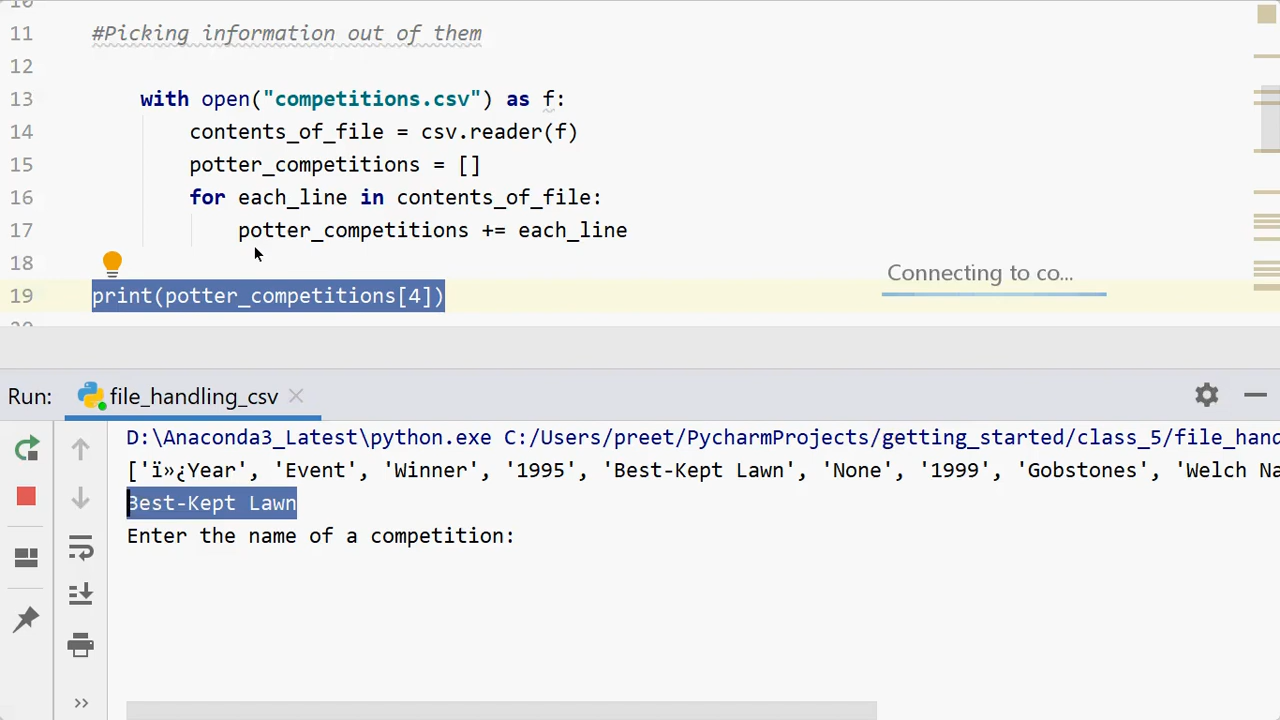 11 #Picking information out of them
12
13 with open("competitions.csv") as f:
14 contents_of_file = csv.reader(f)
15 potter_competitions = []
16 for each_line in contents_of_file:
17 potter_competitions += each_line
18
Connecting to co...
19 print(potter_competitions[4])
Run: file_handling_csv
D:\Anaconda3_Latest\python.exe C:/Users/preet/PycharmProjects/getting_started/class_5/file_hand
['ï»¿Year', 'Event', 'Winner', '1995', 'Best-Kept Lawn', 'None', '1999', 'Gobstones', 'Welch Na
Best-Kept Lawn
Enter the name of a competition: